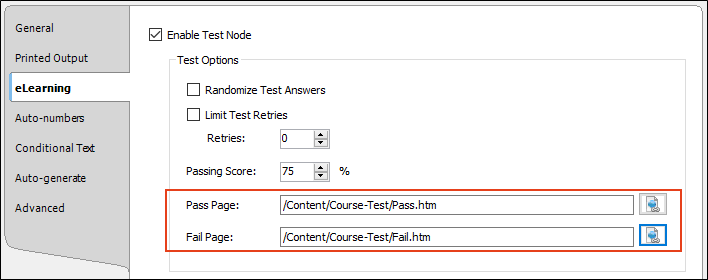 General
Printed Output
eLearning
Auto-numbers
Conditional Text
Auto-generate
Advanced
Enable Test Node
Test Options
Randomize Test Answers
Limit Test Retries
Retries: 0
Passing Score: 75 %
Pass Page: /Content/Course-Test/Pass.htm
Fail Page: /Content/Course-Test/Fail.htm